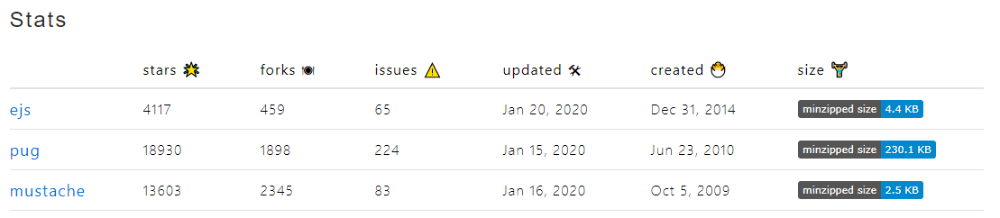 Stats
stars 🌟 forks 🍽 issues ⚠ updated 🛠 created 🐣 size 🏋
ejs 4117 459 65 Jan 20, 2020 Dec 31, 2014 minzipped size 4.4 KB
pug 18930 1898 224 Jan 15, 2020 Jun 23, 2010 minzipped size 230.1 KB
mustache 13603 2345 83 Jan 16, 2020 Oct 5, 2009 minzipped size 2.5 KB